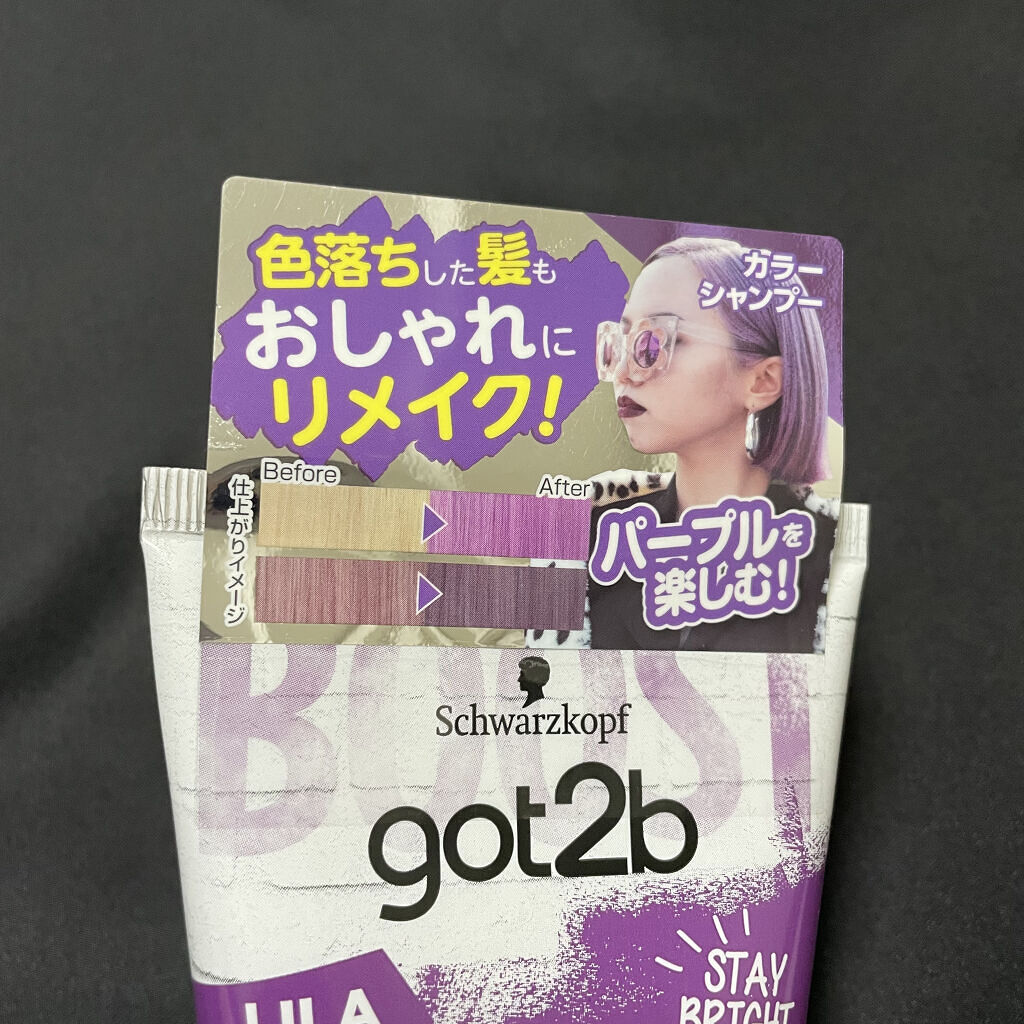 色落ちした髪も
おしゃれに
リメイク!
カラー
シャンプー
Before
After
仕上がりイメージ
パープルを
楽しむ!
BOOST
Schwarzkopf
got2b
STAY
BRIGHT